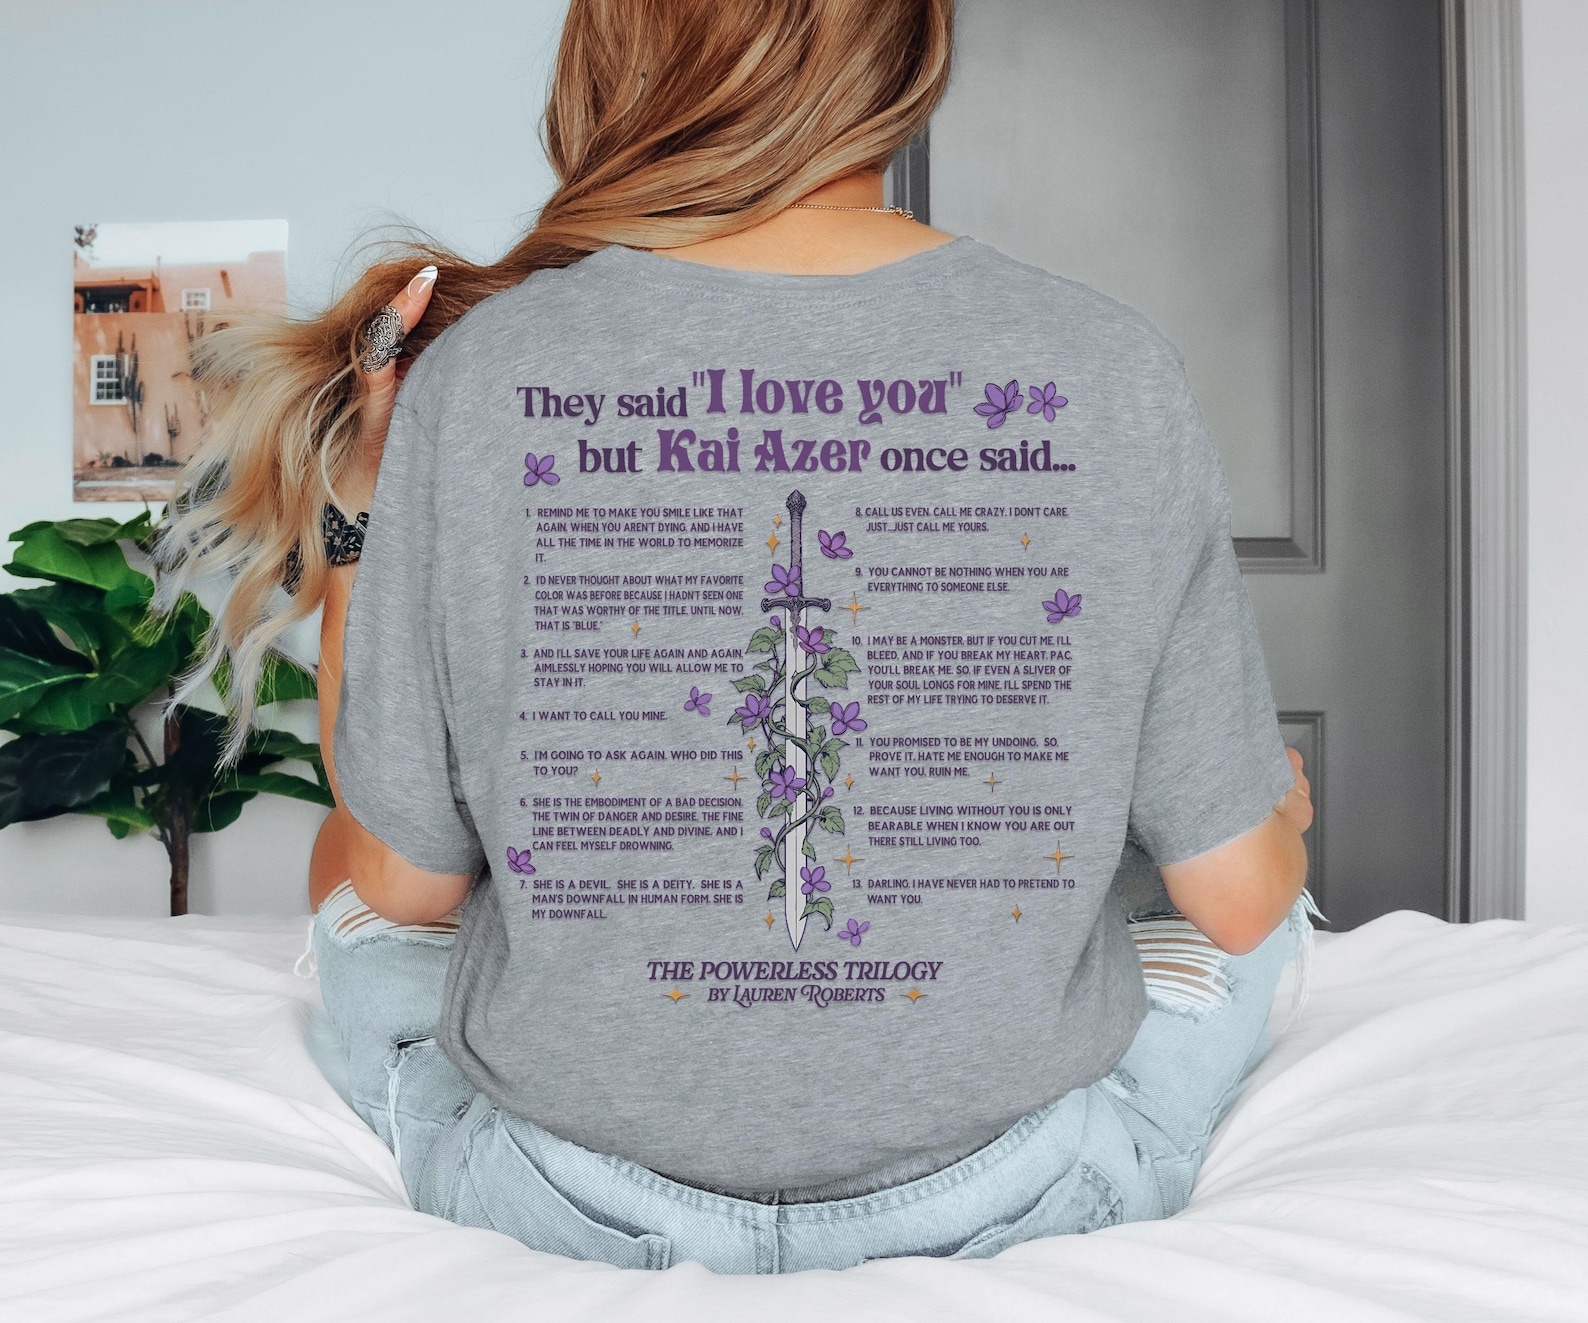 They said "I love you"
but Kai Azer once said...
1. REMIND ME TO MAKE YOU SMILE LIKE THAT
AGAIN. WHEN YOU AREN'T DYING. AND I HAVE
ALL THE TIME IN THE WORLD TO MEMORIZE
IT.
2. I'D NEVER THOUGHT ABOUT WHAT MY FAVORITE
COLOR WAS BEFORE BECAUSE I HADN'T SEEN ONE
THAT WAS WORTHY OF THE TITLE. UNTIL NOW.
THAT IS "BLUE."
3. AND I'LL SAVE YOUR LIFE AGAIN AND AGAIN,
AIMLESSLY HOPING YOU WILL ALLOW ME TO
STAY IN IT.
4. I WANT TO CALL YOU MINE.
5. I'M GOING TO ASK AGAIN. WHO DID THIS
TO YOU?
6. SHE IS THE EMBODIMENT OF A BAD DECISION,
THE TWIN OF DANGER AND DESIRE, THE FINE
LINE BETWEEN DEADLY AND DIVINE. AND I
CAN FEEL MYSELF DROWNING.
7. SHE IS A DEVIL. SHE IS A DEITY. SHE IS A
MAN'S DOWNFALL IN HUMAN FORM. SHE IS
MY DOWNFALL.
8. CALL US EVEN. CALL ME CRAZY. I DON'T CARE.
JUST...JUST CALL ME YOURS.
9. YOU CANNOT BE NOTHING WHEN YOU ARE
EVERYTHING TO SOMEONE ELSE.
10. I MAY BE A MONSTER, BUT IF YOU CUT ME, I'LL
BLEED. AND IF YOU BREAK MY HEART, PAE,
YOU'LL BREAK ME. SO, IF EVEN A SLIVER OF
YOUR SOUL LONGS FOR MINE, I'LL SPEND THE
REST OF MY LIFE TRYING TO DESERVE IT.
11. YOU PROMISED TO BE MY UNDOING. SO,
PROVE IT. HATE ME ENOUGH TO MAKE ME
WANT YOU. RUIN ME.
12. BECAUSE LIVING WITHOUT YOU IS ONLY
BEARABLE WHEN I KNOW YOU ARE OUT
THERE STILL LIVING TOO.
13. DARLING, I HAVE NEVER HAD TO PRETEND TO
WANT YOU.
THE POWERLESS TRILOGY
BY LAUREN ROBERTS